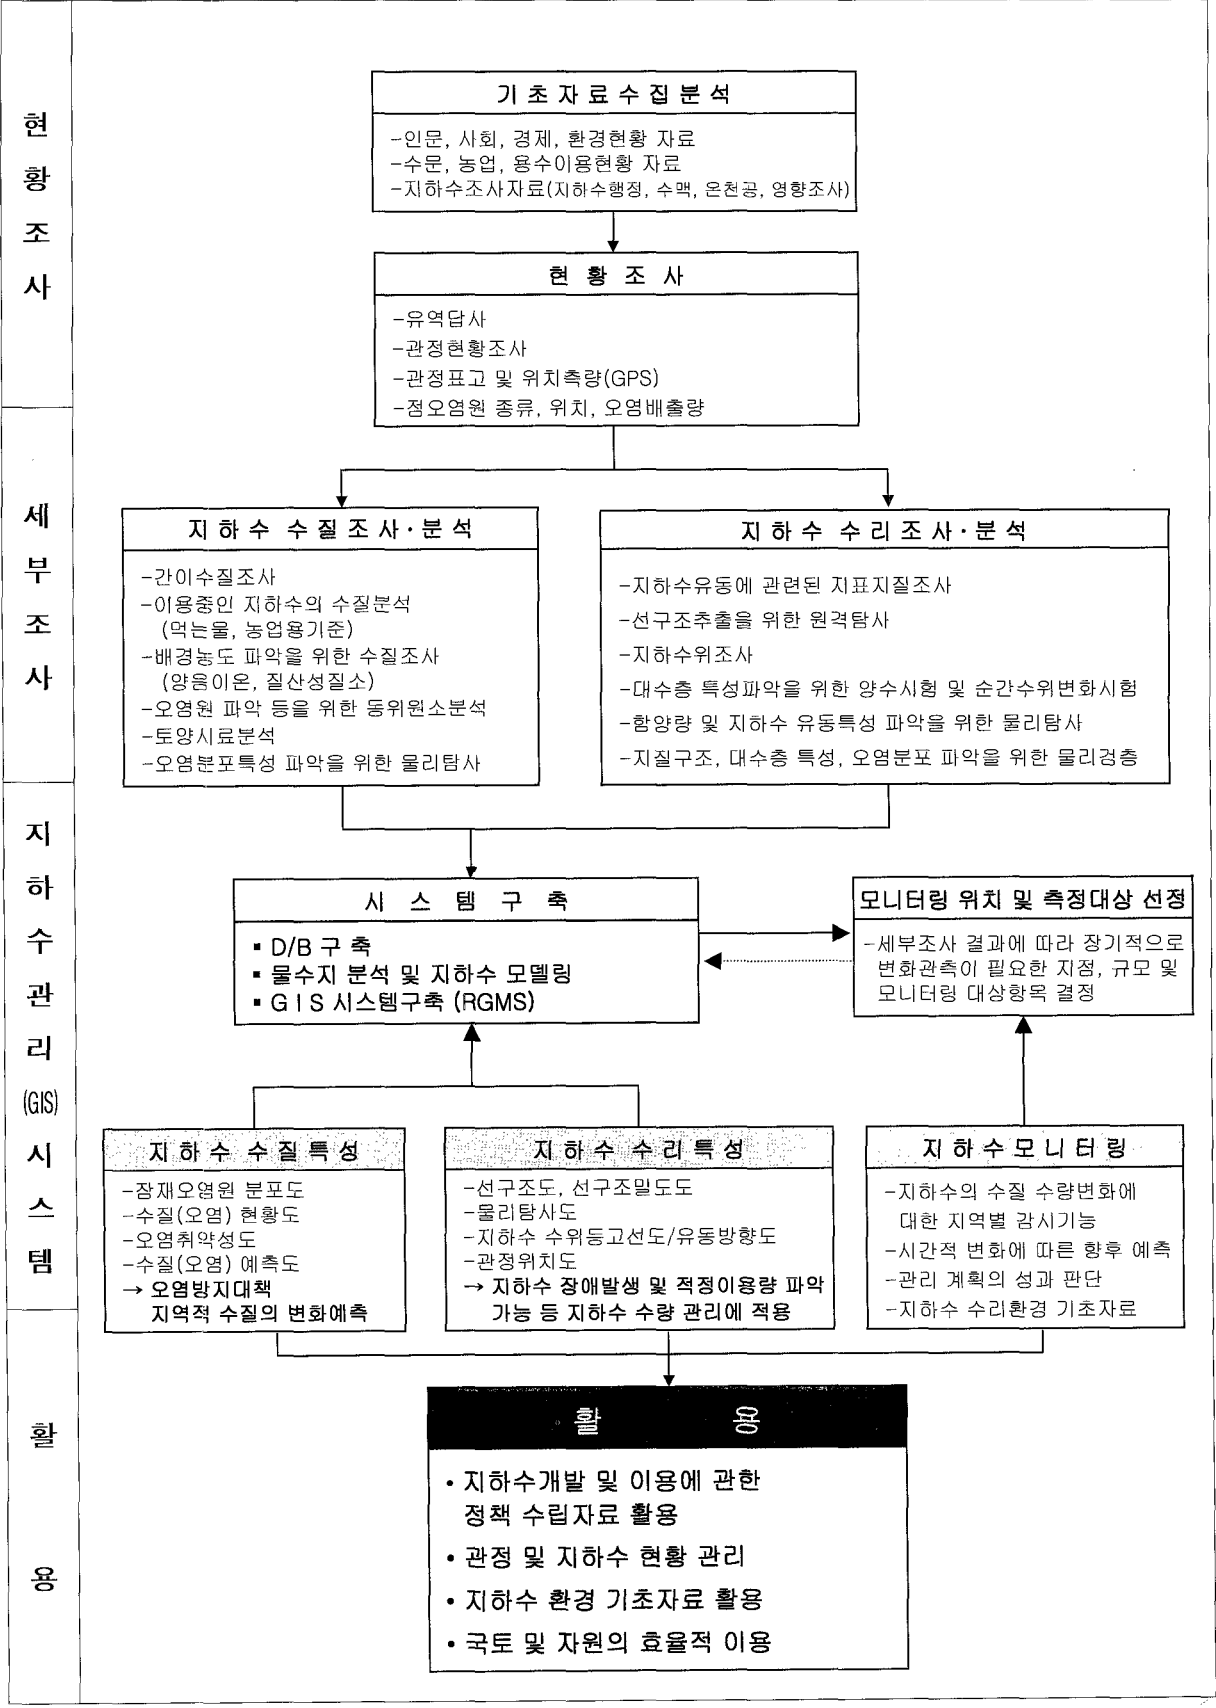 현황조사
기초자료수집분석
-인문, 사회, 경제, 환경현황 자료
-수문, 농업, 용수이용현황 자료
-지하수조사자료(지하수행정, 수맥, 온천공, 영향조사)
현황조사
-유역답사
-관정현황조사
-관정표고 및 위치측량(GPS)
-점오염원 종류, 위치, 오염배출량
세부조사
지하수 수질조사·분석
-간이수질조사
-이용중인 지하수의 수질분석
(먹는물, 농업용기준)
-배경농도 파악을 위한 수질조사
(양음이온, 질산성질소)
-오염원 파악 등을 위한 동위원소분석
-토양시료분석
-오염분포특성 파악을 위한 물리탐사
지하수 수리조사·분석
-지하수유동에 관련된 지표지질조사
-선구조추출을 위한 원격탐사
-지하수위조사
-대수층 특성파악을 위한 양수시험 및 순간수위변화시험
-함양량 및 지하수 유동특성 파악을 위한 물리탐사
-지질구조, 대수층 특성, 오염분포 파악을 위한 물리검층
지하수관리(GIS)시스템
시스템구축
▪ D/B 구축
▪ 물수지 분석 및 지하수 모델링
▪ GIS 시스템구축 (RGMS)
모니터링 위치 및 측정대상 선정
-세부조사 결과에 따라 장기적으로
변화관측이 필요한 지점, 규모 및
모니터링 대상항목 결정
지하수 수질특성
-잠재오염원 분포도
-수질(오염) 현황도
-오염취약성도
-수질(오염) 예측도
→ 오염방지대책
지역적 수질의 변화예측
지하수 수리특성
-선구조도, 선구조밀도도
-물리탐사도
-지하수 수위등고선도/유동방향도
-관정위치도
→ 지하수 장애발생 및 적정이용량 파악
가능 등 지하수 수량 관리에 적용
지하수모니터링
-지하수의 수질 수량변화에
대한 지역별 감시기능
-시간적 변화에 따른 향후 예측
-관리 계획의 성과 판단
-지하수 수리환경 기초자료
활용
활용
• 지하수개발 및 이용에 관한
정책 수립자료 활용
• 관정 및 지하수 현황 관리
• 지하수 환경 기초자료 활용
• 국토 및 자원의 효율적 이용